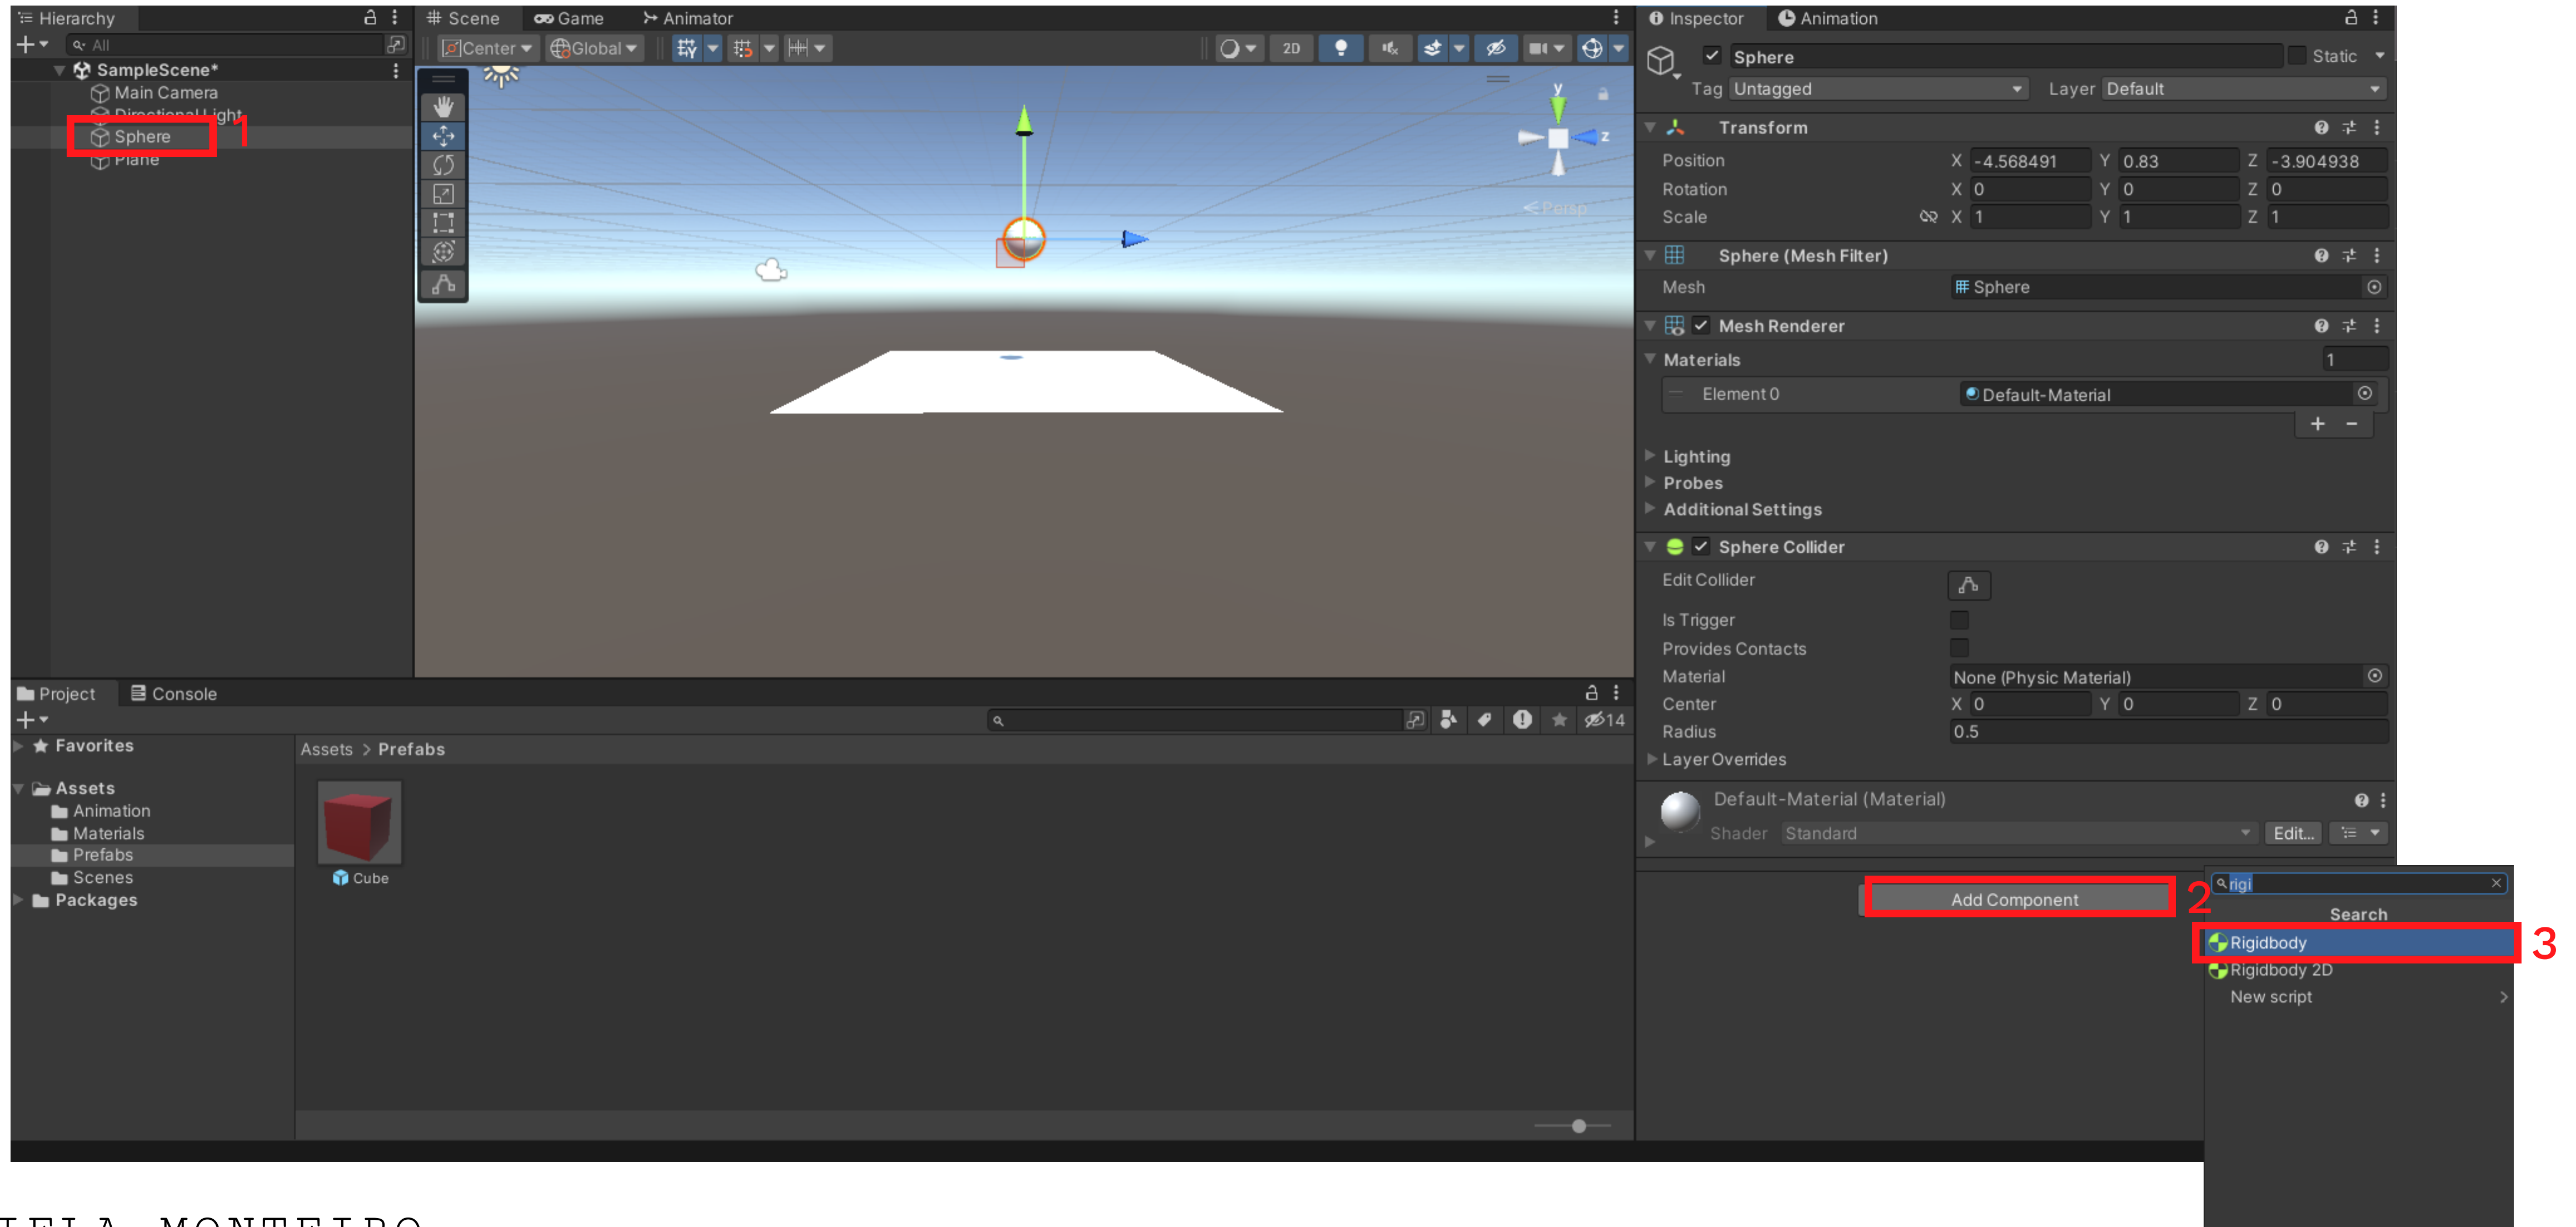 Hierarchy
All
SampleScene*
Main Camera
Directional Light
Sphere
1
Plane
Scene
Game
Animator
Center
Global
2D
y
z
Persp
Inspector
Animation
Sphere
Static
Tag Untagged Layer Default
Transform
Position X -4.568491 Y 0.83 Z -3.904938
Rotation X 0 Y 0 Z 0
Scale X 1 Y 1 Z 1
Sphere (Mesh Filter)
Mesh Sphere
Mesh Renderer
Materials 1
Element 0 Default-Material
+ −
Lighting
Probes
Additional Settings
Sphere Collider
Edit Collider
Is Trigger
Provides Contacts
Material None (Physic Material)
Center X 0 Y 0 Z 0
Radius 0.5
Layer Overrides
Default-Material (Material)
Shader Standard Edit...
Add Component
2
rigi
Search
Rigidbody
3
Rigidbody 2D
New script
Project
Console
14
Favorites
Assets
Animation
Materials
Prefabs
Scenes
Packages
Assets > Prefabs
Cube
MONTEIRO